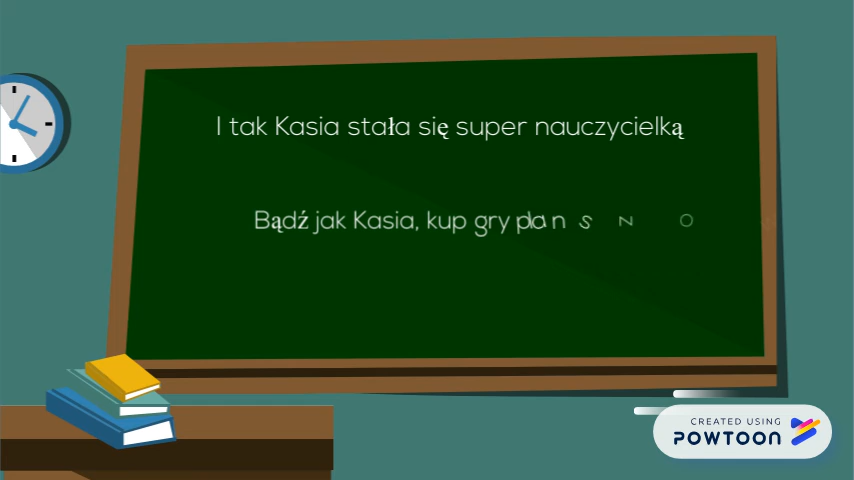 I tak Kasia stała się super nauczycielką
Bądź jak Kasia, kup gry
CREATED USING
POWTOON